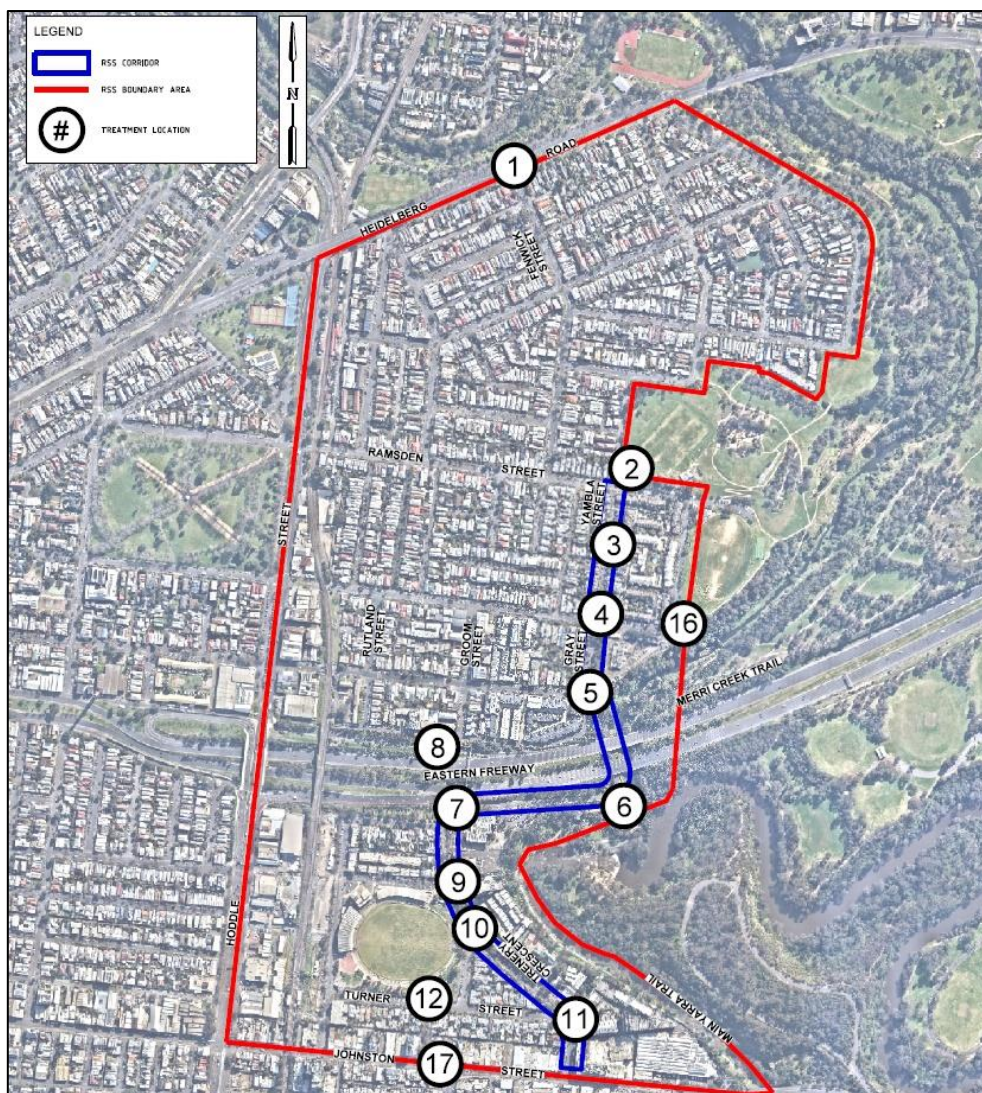 LEGEND
RSS CORRIDOR
RSS BOUNDARY AREA
#
TREATMENT LOCATION
N
1
ROAD
HEIDELBERG
FENWICK
STREET
RAMSDEN
STREET
2
YAMBLA
STREET
3
STREET
4
16
RUTLAND
STREET
GROOM
STREET
GRAY
STREET
5
MERRI CREEK TRAIL
8
EASTERN FREEWAY
7
6
9
HODDLE
10
TRENERY
CRESCENT
TURNER
12
STREET
11
MAIN YARRA TRAIL
JOHNSTON
17
STREET